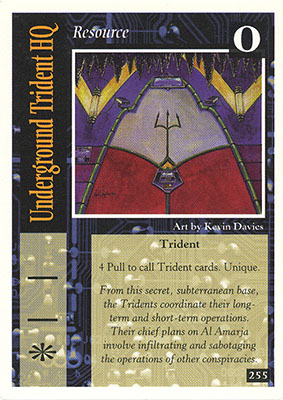 Underground Trident HQ
Resource
0
Art by Kevin Davies
Trident
4 Pull to call Trident cards. Unique.
From this secret, subterranean base,
the Tridents coordinate their long-
term and short-term operations.
Their chief plans on Al Amarja
involve infiltrating and sabotaging
the operations of other conspiracies.
255